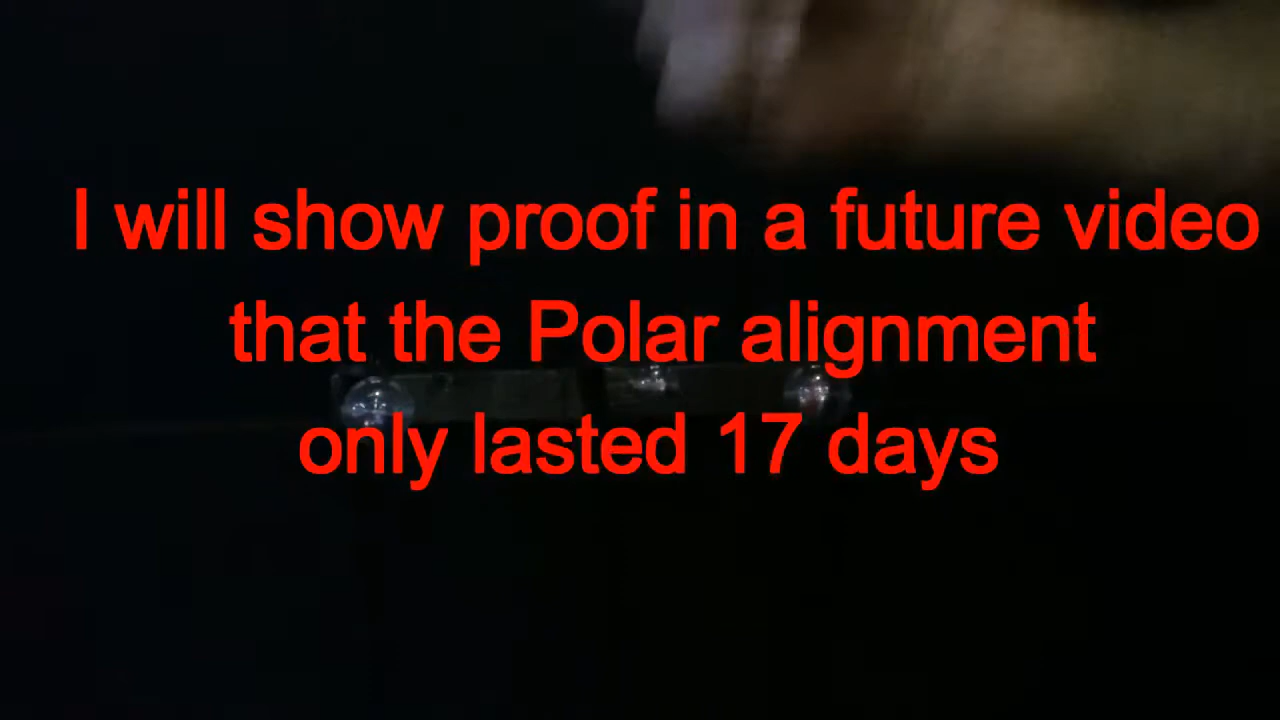 I will show proof in a future video
that the Polar alignment
only lasted 17 days